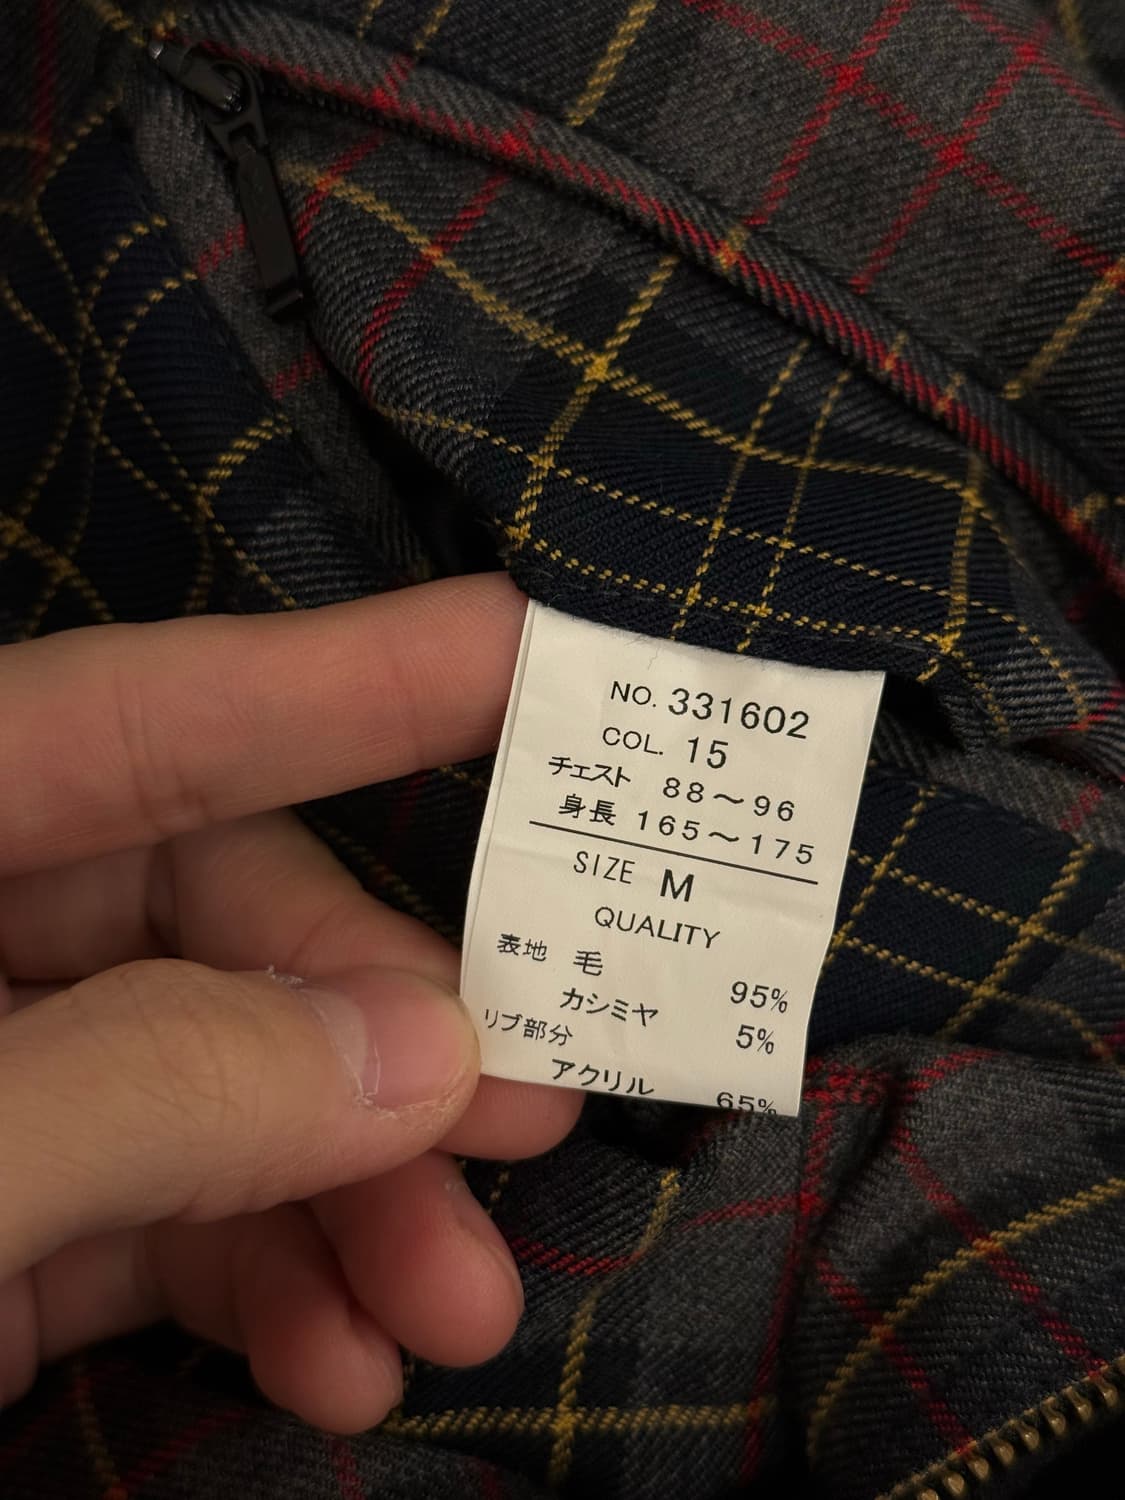 NO. 331602
COL. 15
チェスト 88～96
身長 165～175
SIZE M
QUALITY
表地 毛 95%
カシミヤ 5%
リブ部分
アクリル 65%